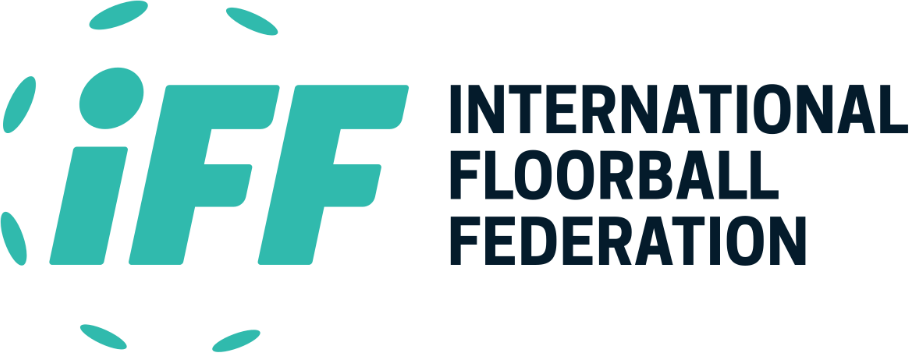 iFF
INTERNATIONAL
FLOORBALL
FEDERATION